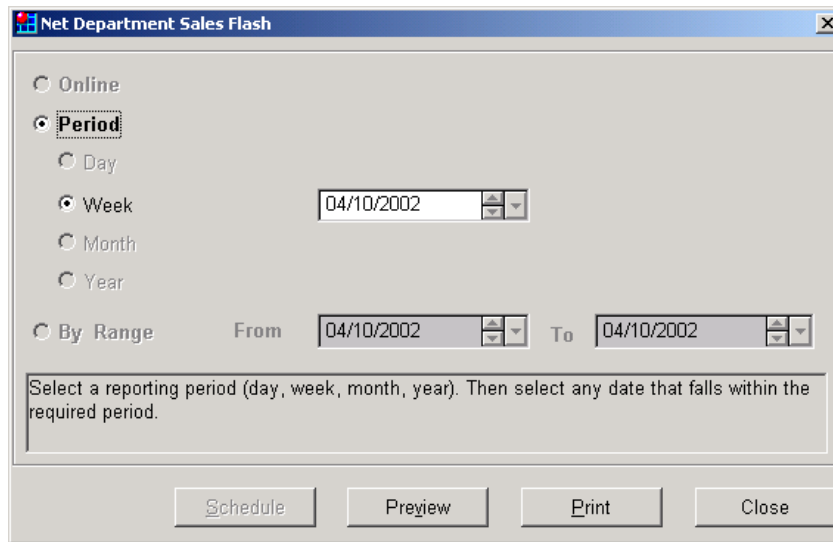 Net Department Sales Flash
Online
Period
Day
Week 04/10/2002
Month
Year
By Range From 04/10/2002 To 04/10/2002
Select a reporting period (day, week, month, year). Then select any date that falls within the
required period.
Schedule Preview Print Close